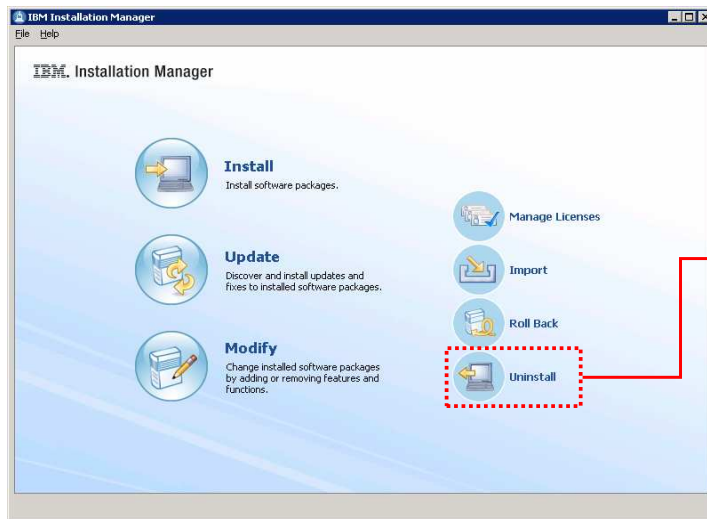 IBM Installation Manager
File Help
IBM. Installation Manager
Install
Install software packages.
Update
Discover and install updates and
fixes to installed software packages.
Modify
Change installed software packages
by adding or removing features and
functions.
Manage Licenses
Import
Roll Back
Uninstall